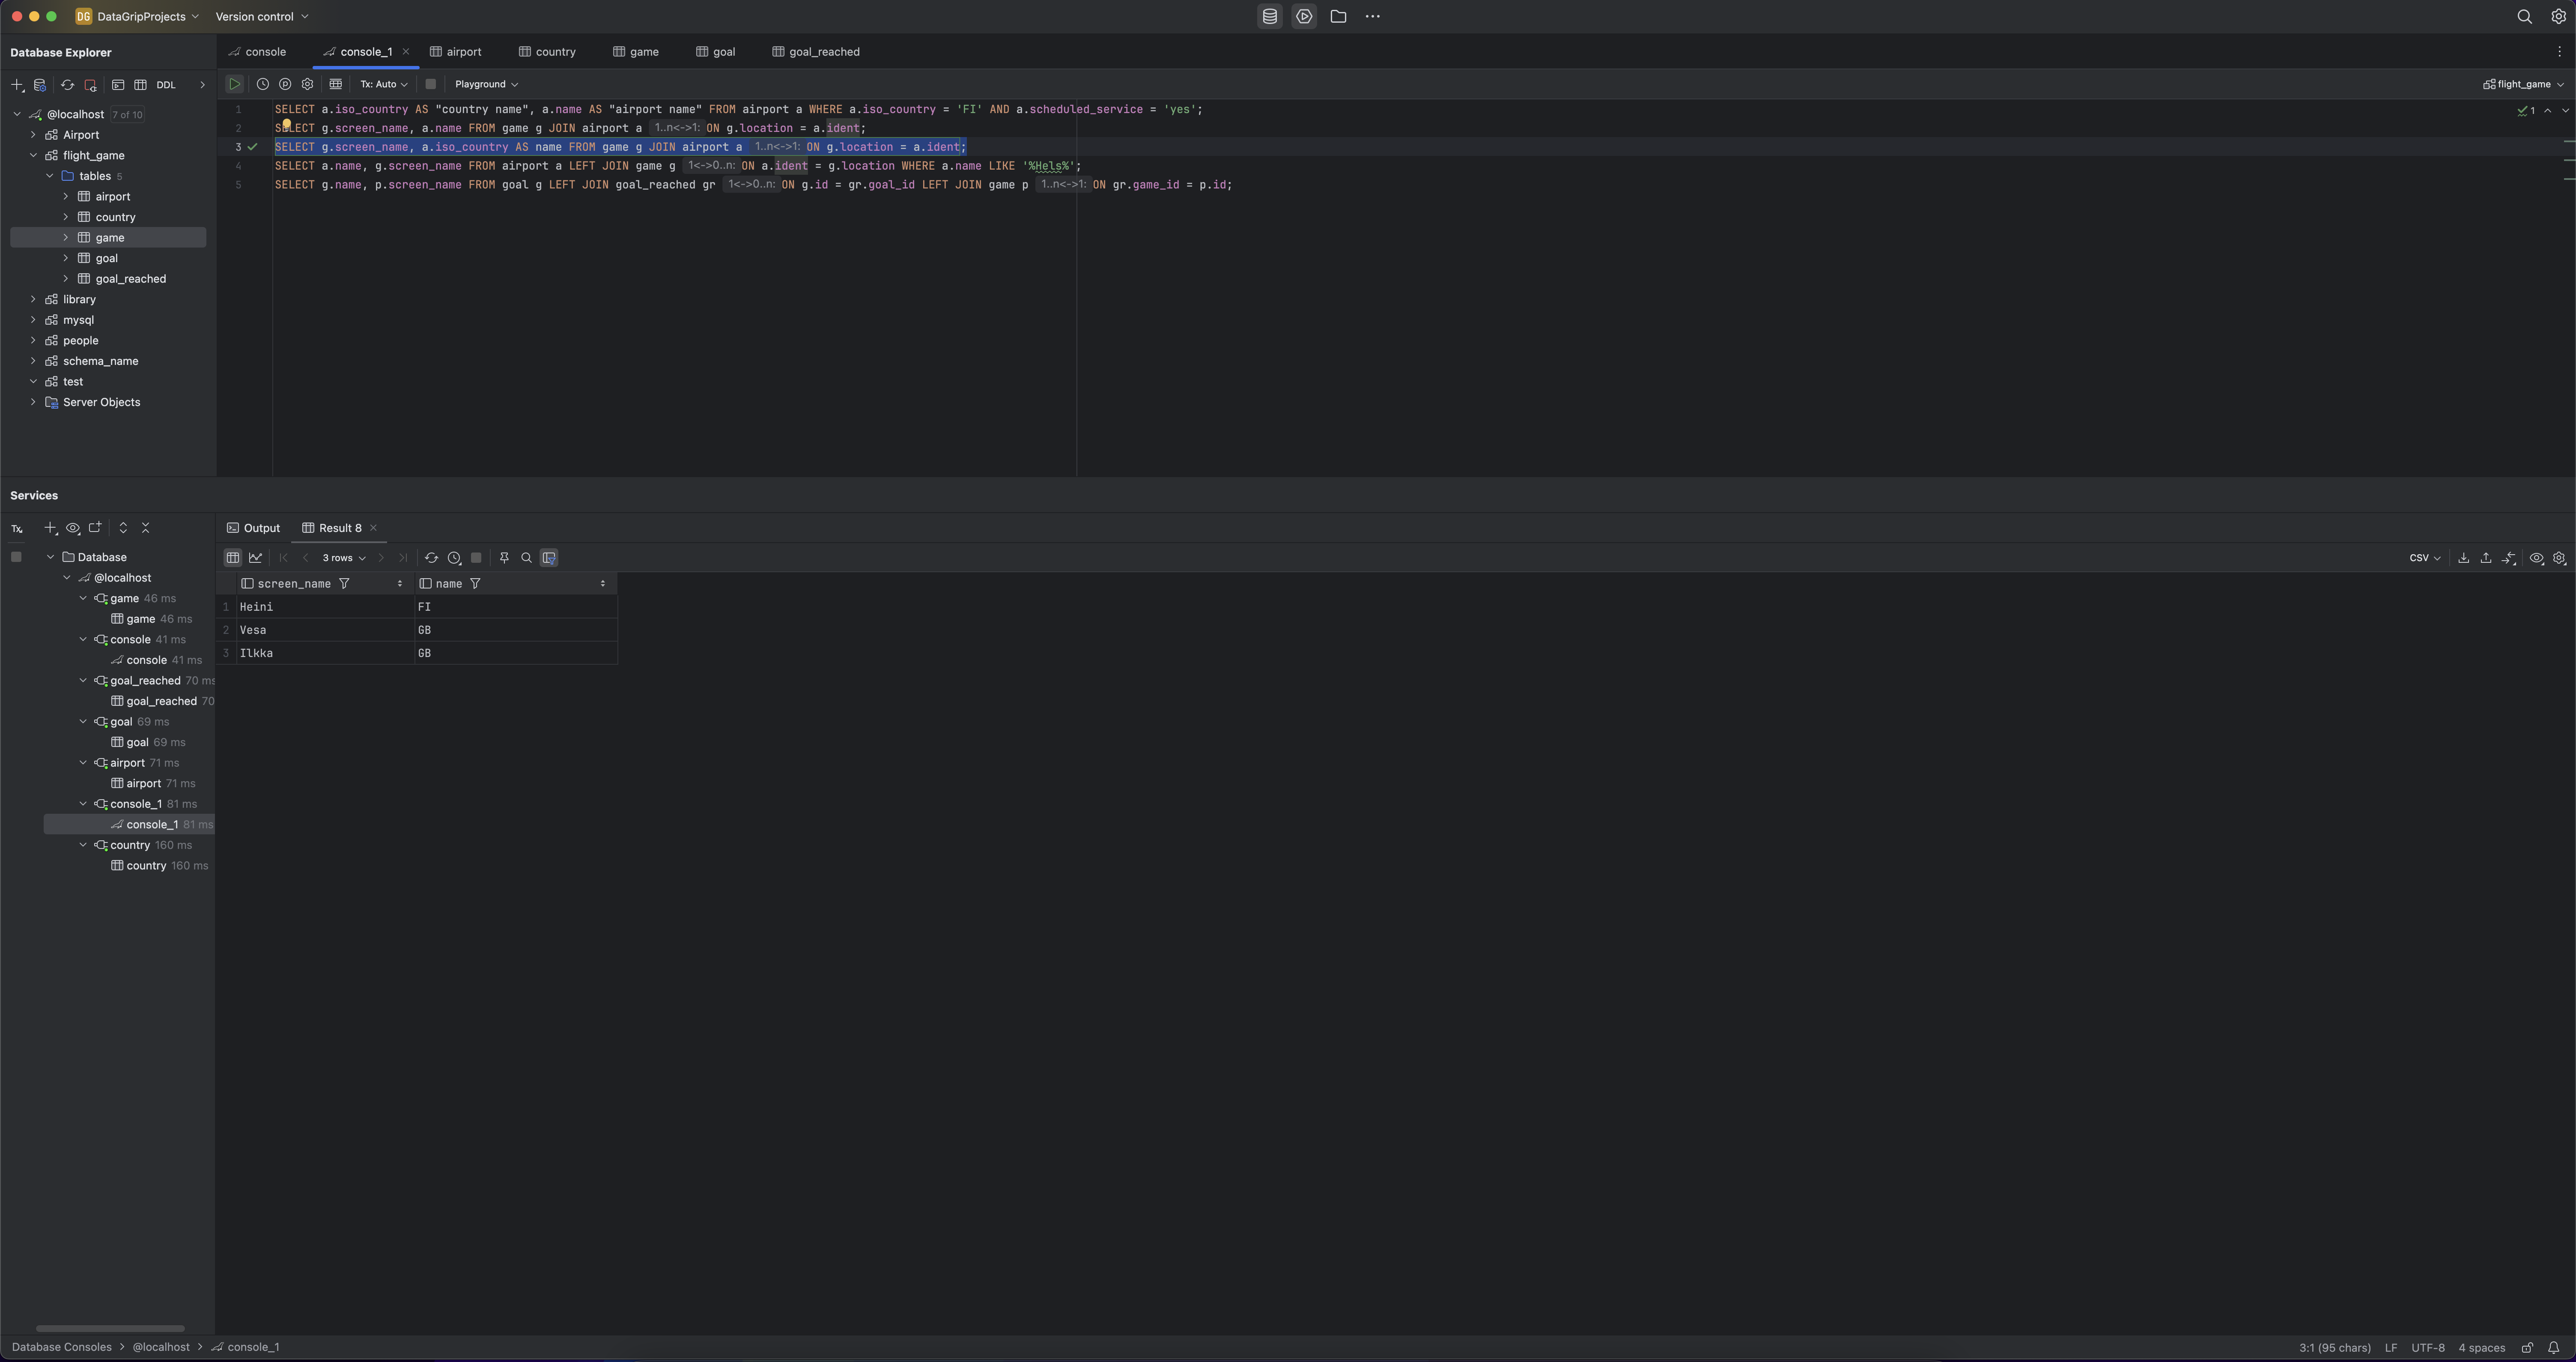 DG DataGripProjects Version control
Database Explorer
console console_1 airport country game goal goal_reached
DDL
Tx: Auto Playground flight_game
@localhost 7 of 10
Airport
flight_game
tables 5
airport
country
game
goal
goal_reached
library
mysql
people
schema_name
test
Server Objects
1 SELECT a.iso_country AS "country name", a.name AS "airport name" FROM airport a WHERE a.iso_country = 'FI' AND a.scheduled_service = 'yes'; 1
2 SELECT g.screen_name, a.name FROM game g JOIN airport a 1..n<->1: ON g.location = a.ident;
3 SELECT g.screen_name, a.iso_country AS name FROM game g JOIN airport a 1..n<->1: ON g.location = a.ident;
4 SELECT a.name, g.screen_name FROM airport a LEFT JOIN game g 1<->0..n: ON a.ident = g.location WHERE a.name LIKE '%Hels%';
5 SELECT g.name, p.screen_name FROM goal g LEFT JOIN goal_reached gr 1<->0..n: ON g.id = gr.goal_id LEFT JOIN game p 1..n<->1: ON gr.game_id = p.id;
Services
Tx
Database
@localhost
game 46 ms
game 46 ms
console 41 ms
console 41 ms
goal_reached 70 ms
goal_reached 70
goal 69 ms
goal 69 ms
airport 71 ms
airport 71 ms
console_1 81 ms
console_1 81 ms
country 160 ms
country 160 ms
Output Result 8
3 rows CSV
screen_name name
1 Heini FI
2 Vesa GB
3 Ilkka GB
Database Consoles > @localhost > console_1
3:1 (95 chars) LF UTF-8 4 spaces